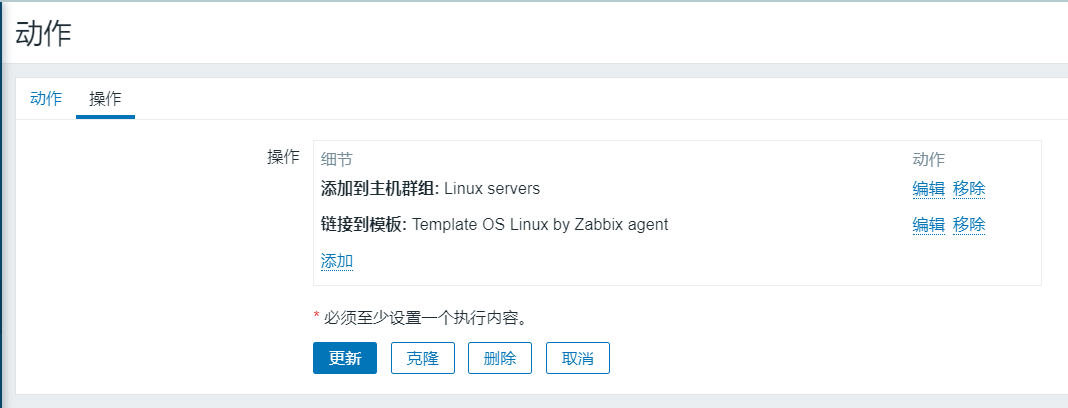 动作
动作 操作
操作 细节 动作
添加到主机群组: Linux servers 编辑 移除
链接到模板: Template OS Linux by Zabbix agent 编辑 移除
添加
* 必须至少设置一个执行内容。
更新 克隆 删除 取消